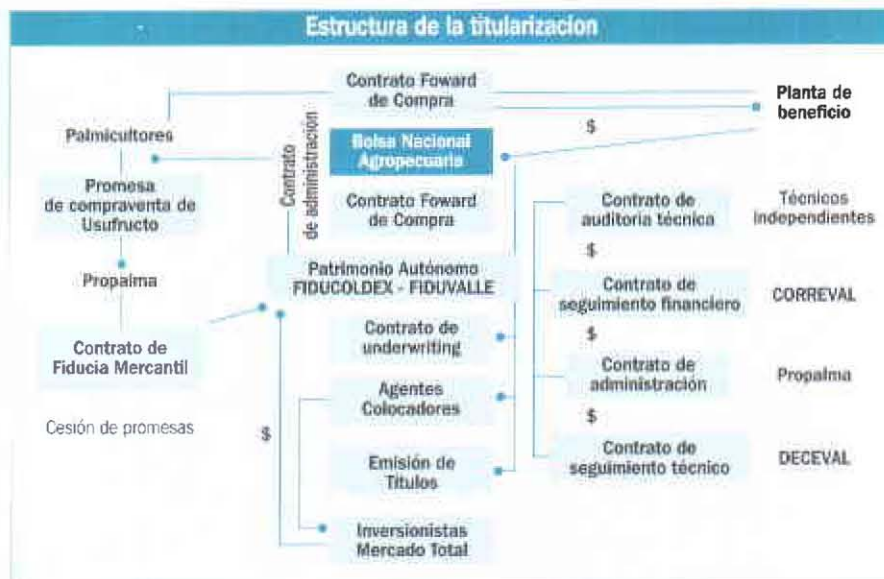 Estructura de la titularizacion
Contrato Foward
de Compra
Planta de
beneficio
$
Palmicultores
Contrato
de administración
Bolsa Nacional
Agropecuaria
Promesa
de compraventa de
Usufructo
Contrato Foward
de Compra
Contrato de
auditoria técnica
Técnicos
independientes
$
Propalma
Patrimonio Autónomo
FIDUCOLDEX - FIDUVALLE
Contrato de
seguimiento financiero
CORREVAL
$
Contrato de
Fiducia Mercantil
Contrato de
underwriting
Contrato de
administración
Propalma
$
Agentes
Colocadores
Cesión de promesas
$
Emisión de
Titulos
Contrato de
seguimiento técnico
DECEVAL
Inversionistas
Mercado Total